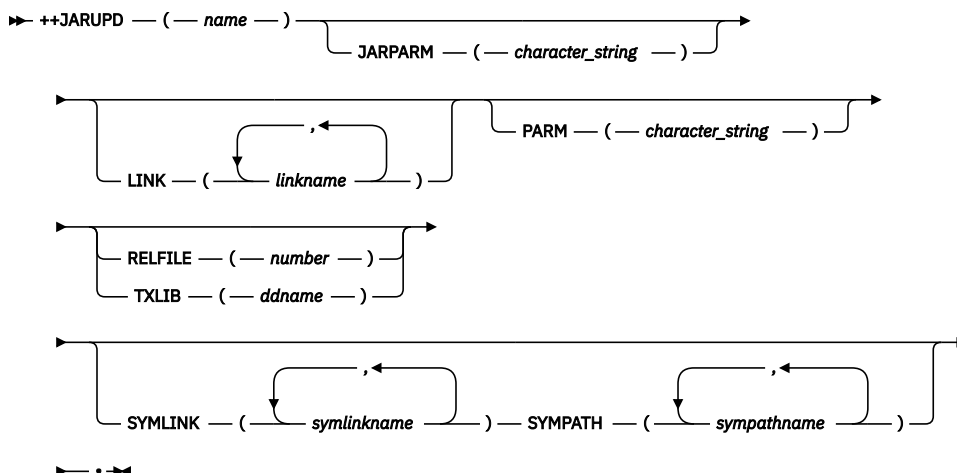 ++JARUPD ( name )
JARPARM ( character_string )
,
LINK ( linkname )
PARM ( character_string )
RELFILE ( number )
TXLIB ( ddname )
, ,
SYMLINK ( symlinkname ) SYMPATH ( sympathname )
.